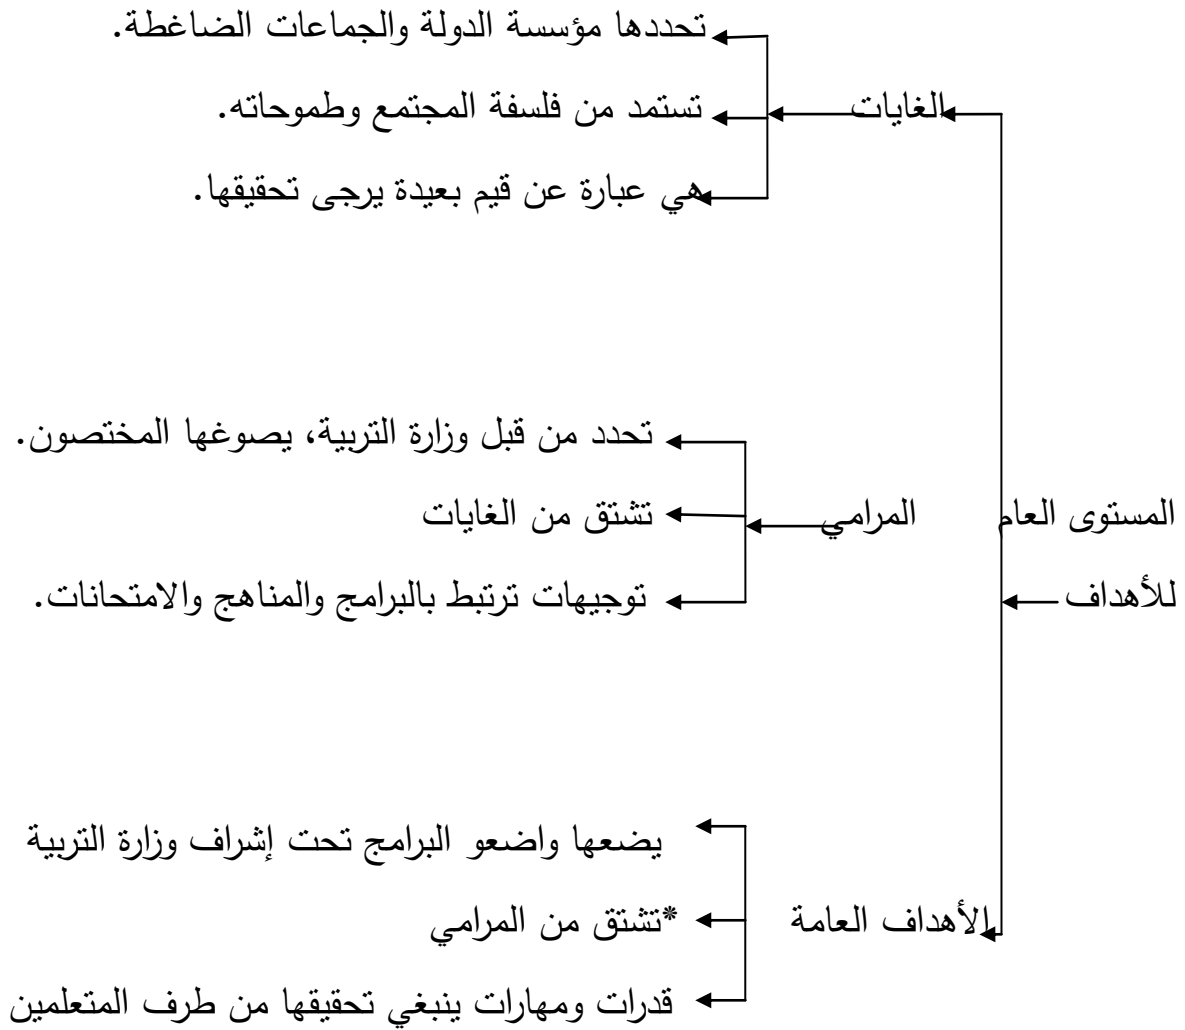 تحددها مؤسسة الدولة والجماعات الضاغطة.
الغايات تستمد من فلسفة المجتمع وطموحاته.
هي عبارة عن قيم بعيدة يرجى تحقيقها.
تحدد من قبل وزارة التربية، يصوغها المختصون.
المستوى العام المرامي تشتق من الغايات
للأهداف توجيهات ترتبط بالبرامج والمناهج والامتحانات.
يضعها واضعو البرامج تحت إشراف وزارة التربية
الأهداف العامة *تشتق من المرامي
قدرات ومهارات ينبغي تحقيقها من طرف المتعلمين